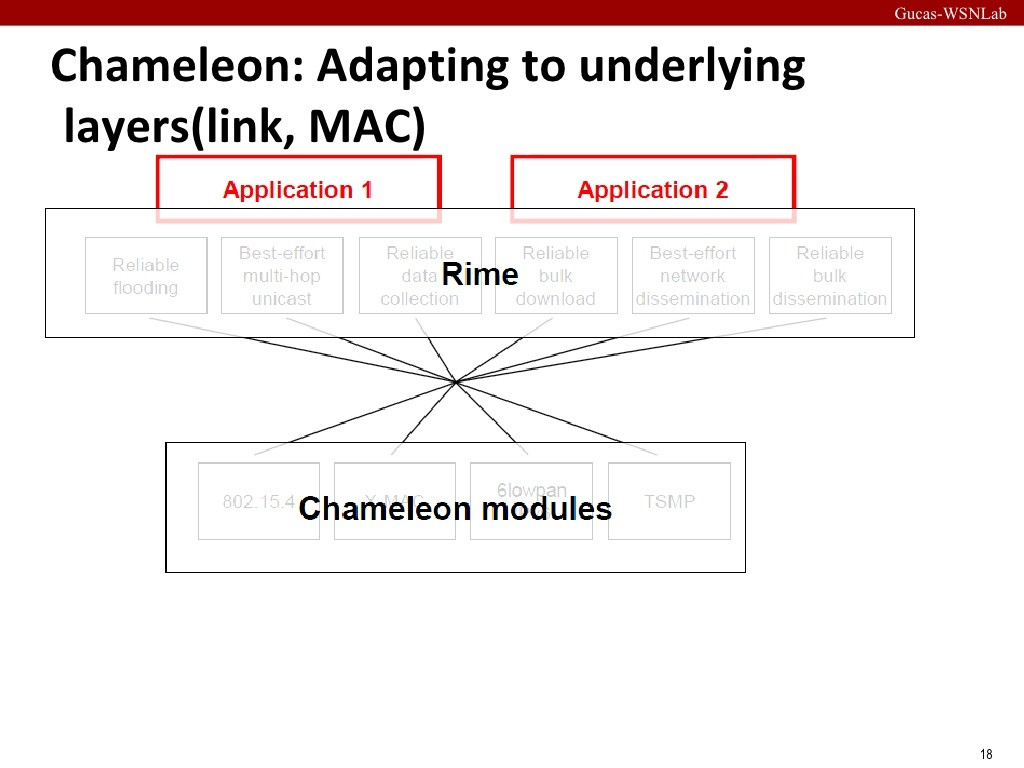 Gucas-WSNLab
Chameleon: Adapting to underlying
layers(link, MAC)
Application 1
Application 2
Reliable
flooding
Best-effort
multi-hop
unicast
Reliable
data
collection
Reliable
bulk
download
Best-effort
network
dissemination
Reliable
bulk
dissemination
Rime
802.15.4
X-MAC
6lowpan
TSMP
Chameleon modules
18